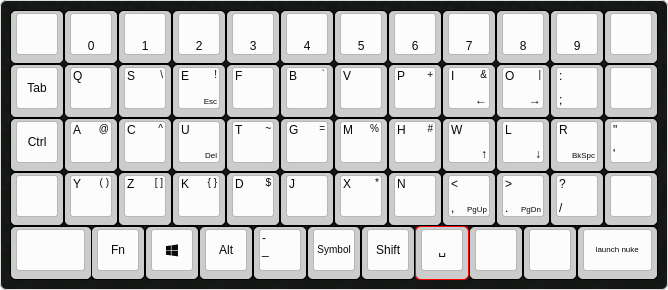 0 1 2 3 4 5 6 7 8 9
Tab Q S \ E ! F B ` V P + I & O | :
Esc ← → ;
Ctrl A @ C ^ U T ~ G = M % H # W L R "
Del ↑ ↓ BkSpc '
Y ( ) Z [ ] K { } D $ J X * N < > ?
, PgUp . PgDn /
Fn Alt - Symbol Shift ␣ launch nuke
_